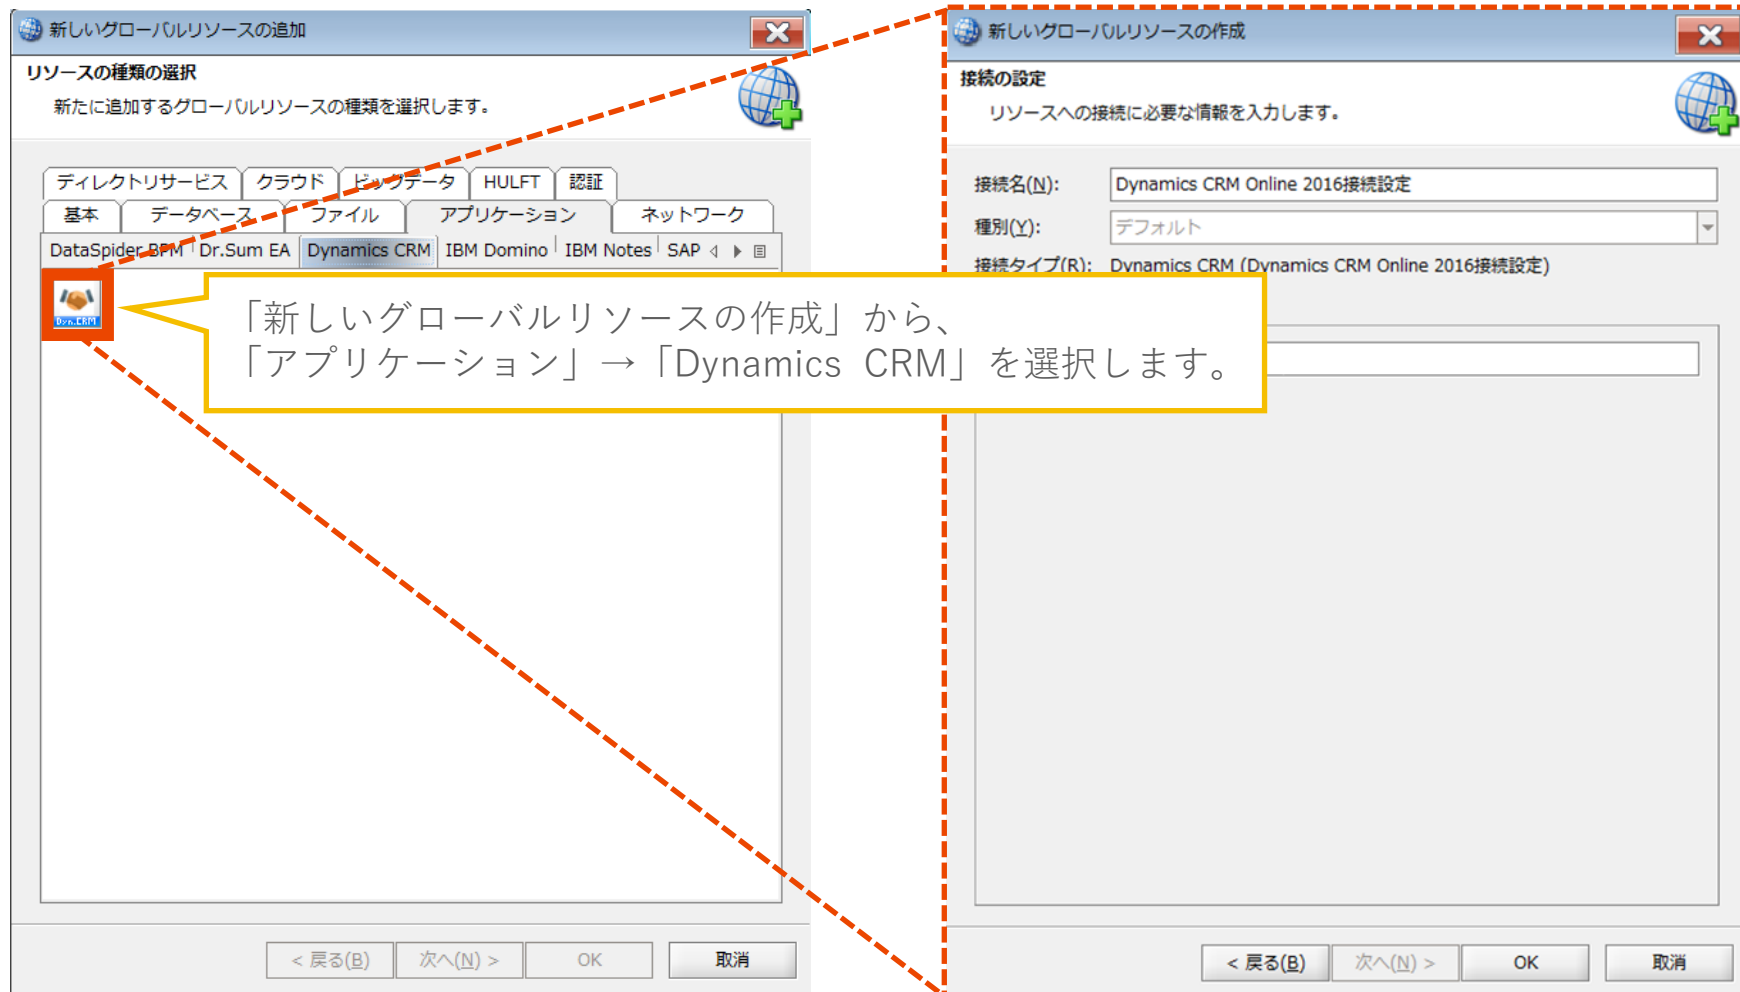 新しいグローバルリソースの追加
リソースの種類の選択
新たに追加するグローバルリソースの種類を選択します。
ディレクトリサービス クラウド ビッグデータ HULFT 認証
基本 データベース ファイル アプリケーション ネットワーク
DataSpider BPM Dr.Sum EA Dynamics CRM IBM Domino IBM Notes SAP
Dyn.CRM
「新しいグローバルリソースの作成」から、
「アプリケーション」→「Dynamics CRM」を選択します。
< 戻る(B) 次へ(N) > OK 取消
新しいグローバルリソースの作成
接続の設定
リソースへの接続に必要な情報を入力します。
接続名(N): Dynamics CRM Online 2016接続設定
種別(Y): デフォルト
接続タイプ(R): Dynamics CRM (Dynamics CRM Online 2016接続設定)
< 戻る(B) 次へ(N) > OK 取消